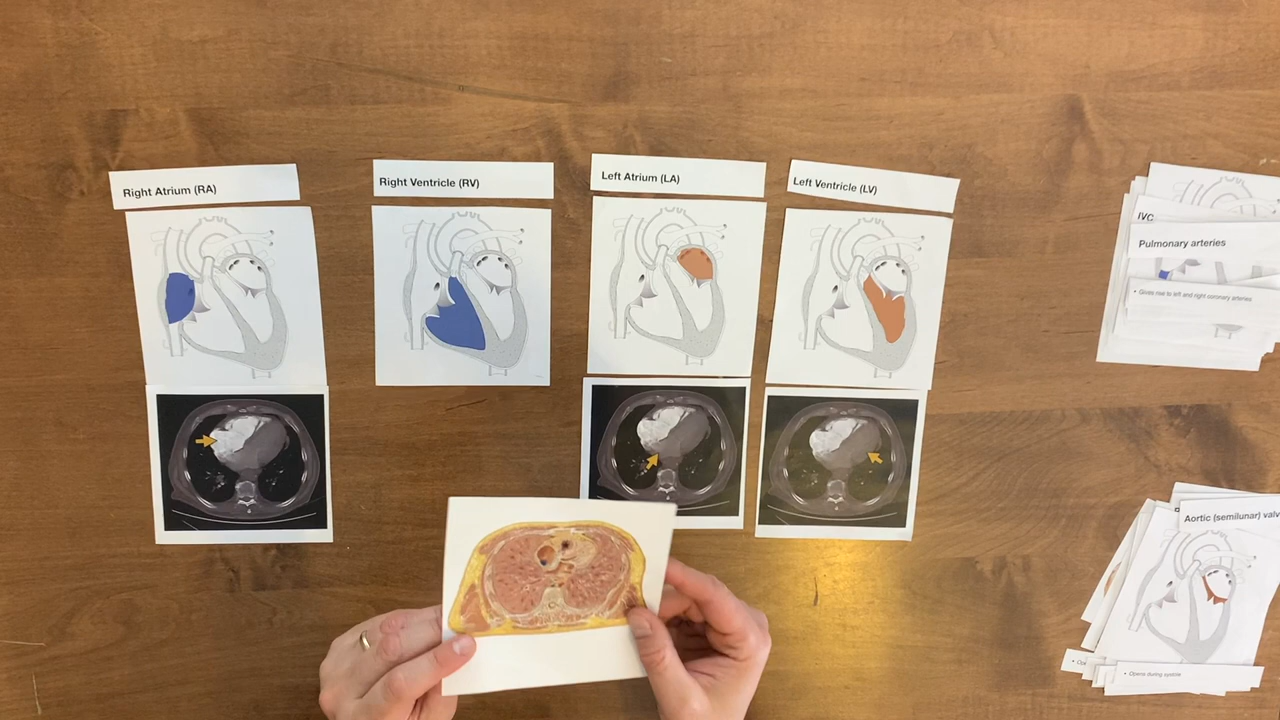 Right Atrium (RA)
Right Ventricle (RV)
Left Atrium (LA)
Left Ventricle (LV)
IVC
Pulmonary arteries
• Gives rise to left and right coronary arteries
Aortic (semilunar) valv
• Opens during systole